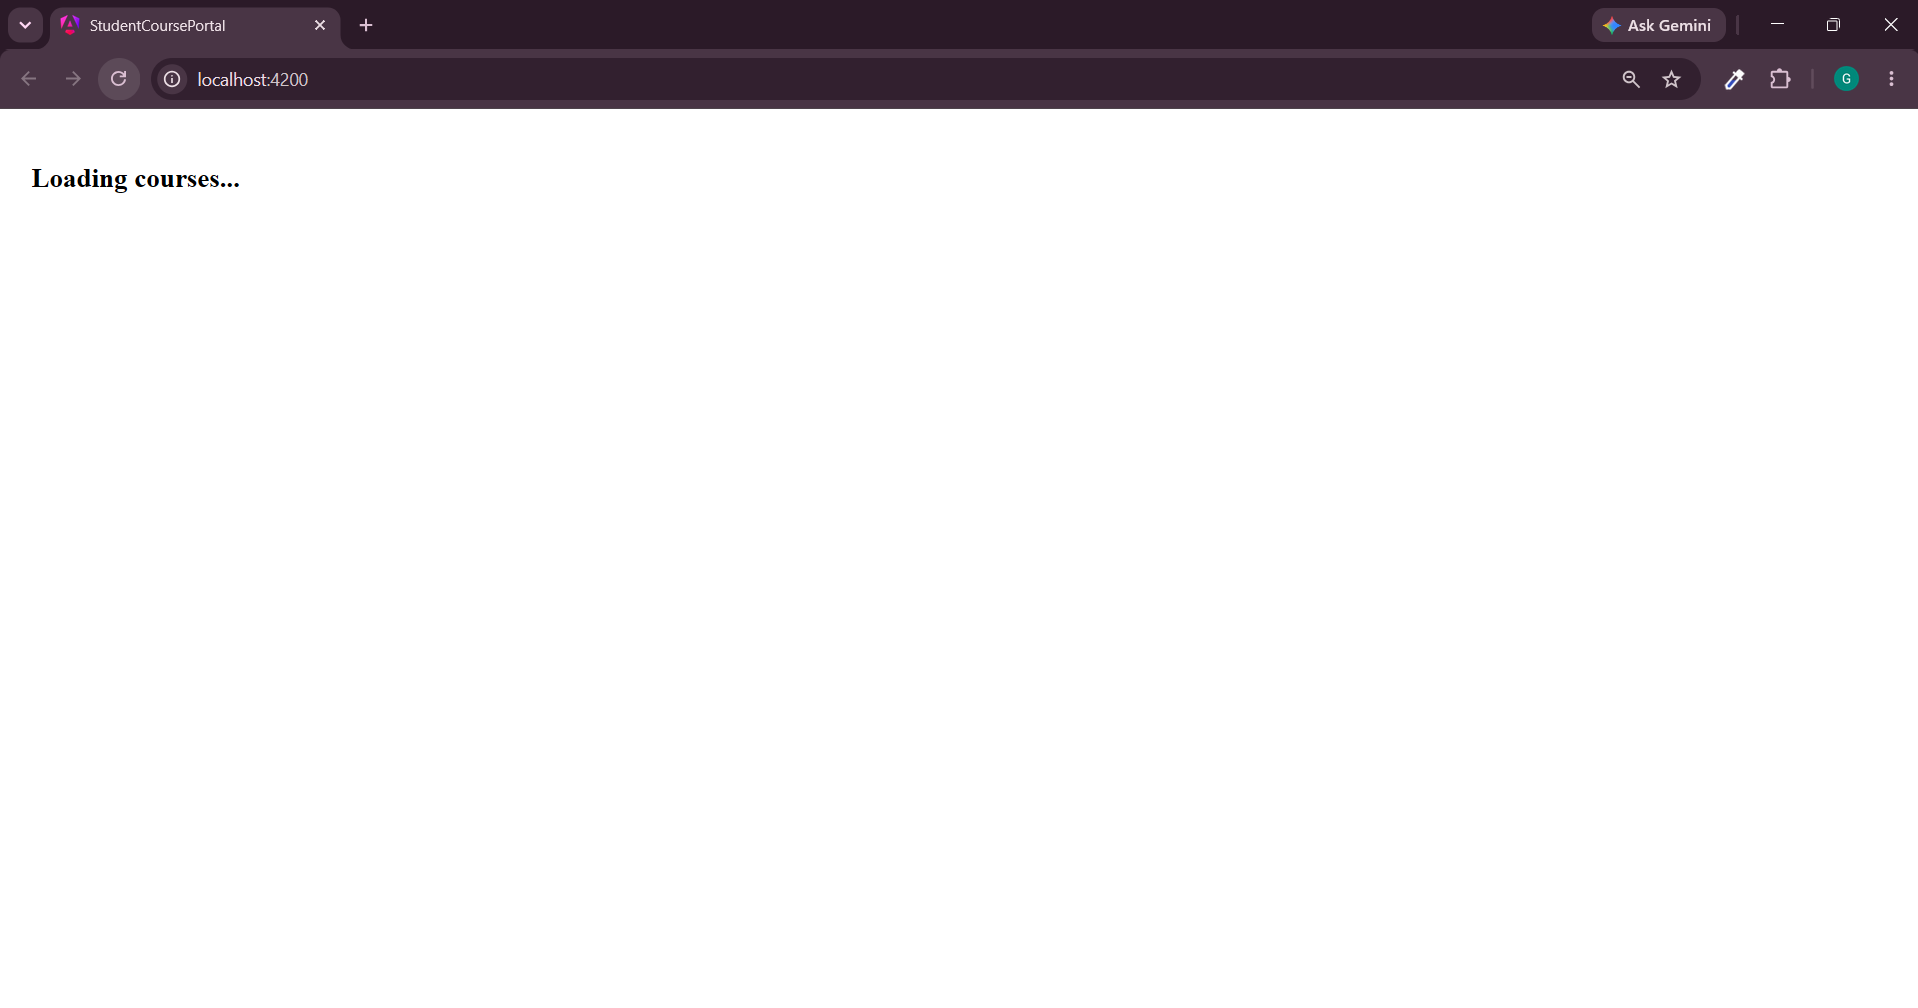 StudentCoursePortal
Ask Gemini
localhost:4200
G
Loading courses...